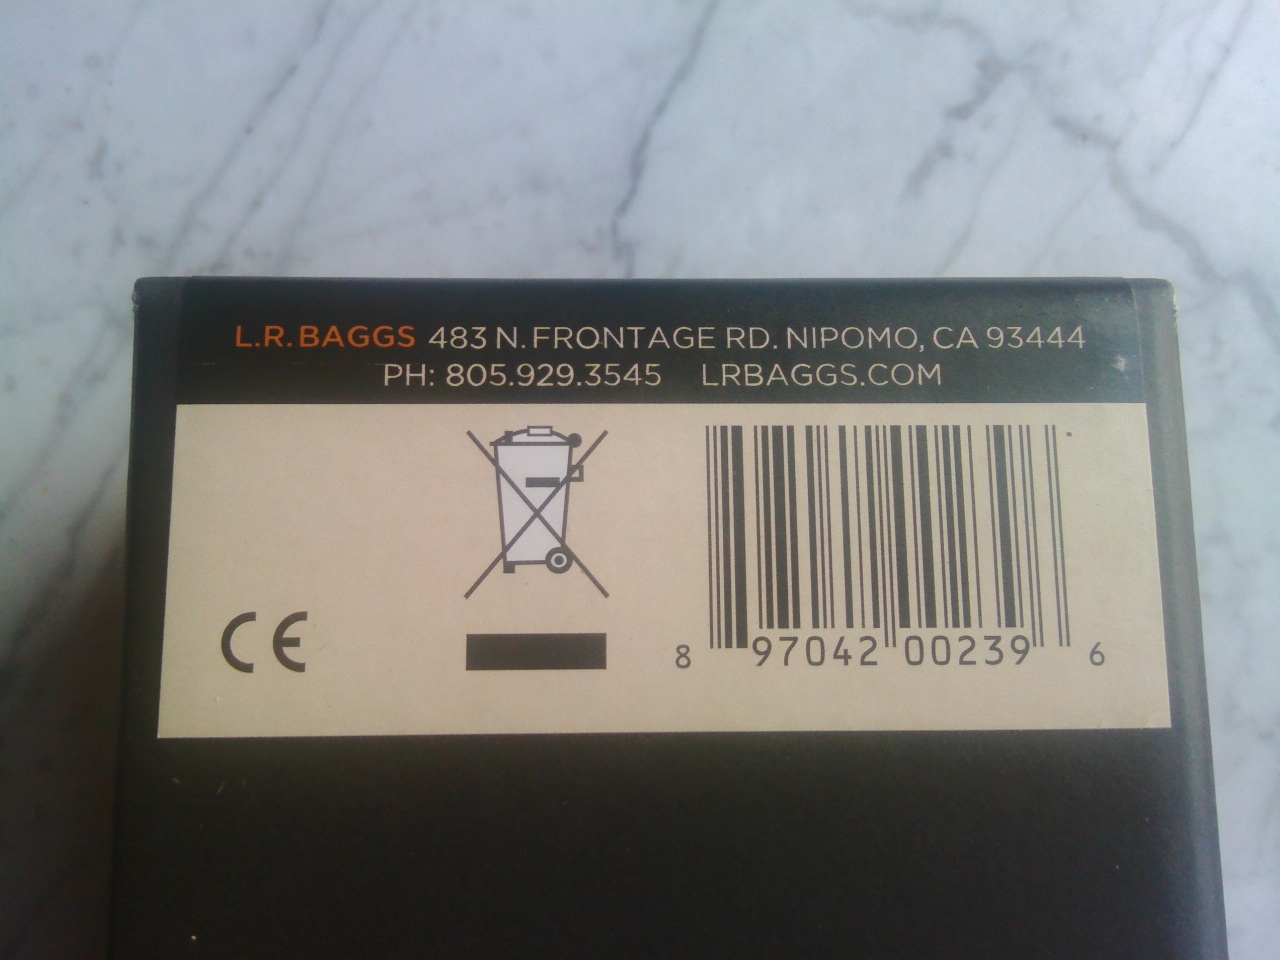 L.R. BAGGS 483 N. FRONTAGE RD. NIPOMO, CA 93444
PH: 805.929.3545 LRBAGGS.COM
CE
8 97042 00239 6